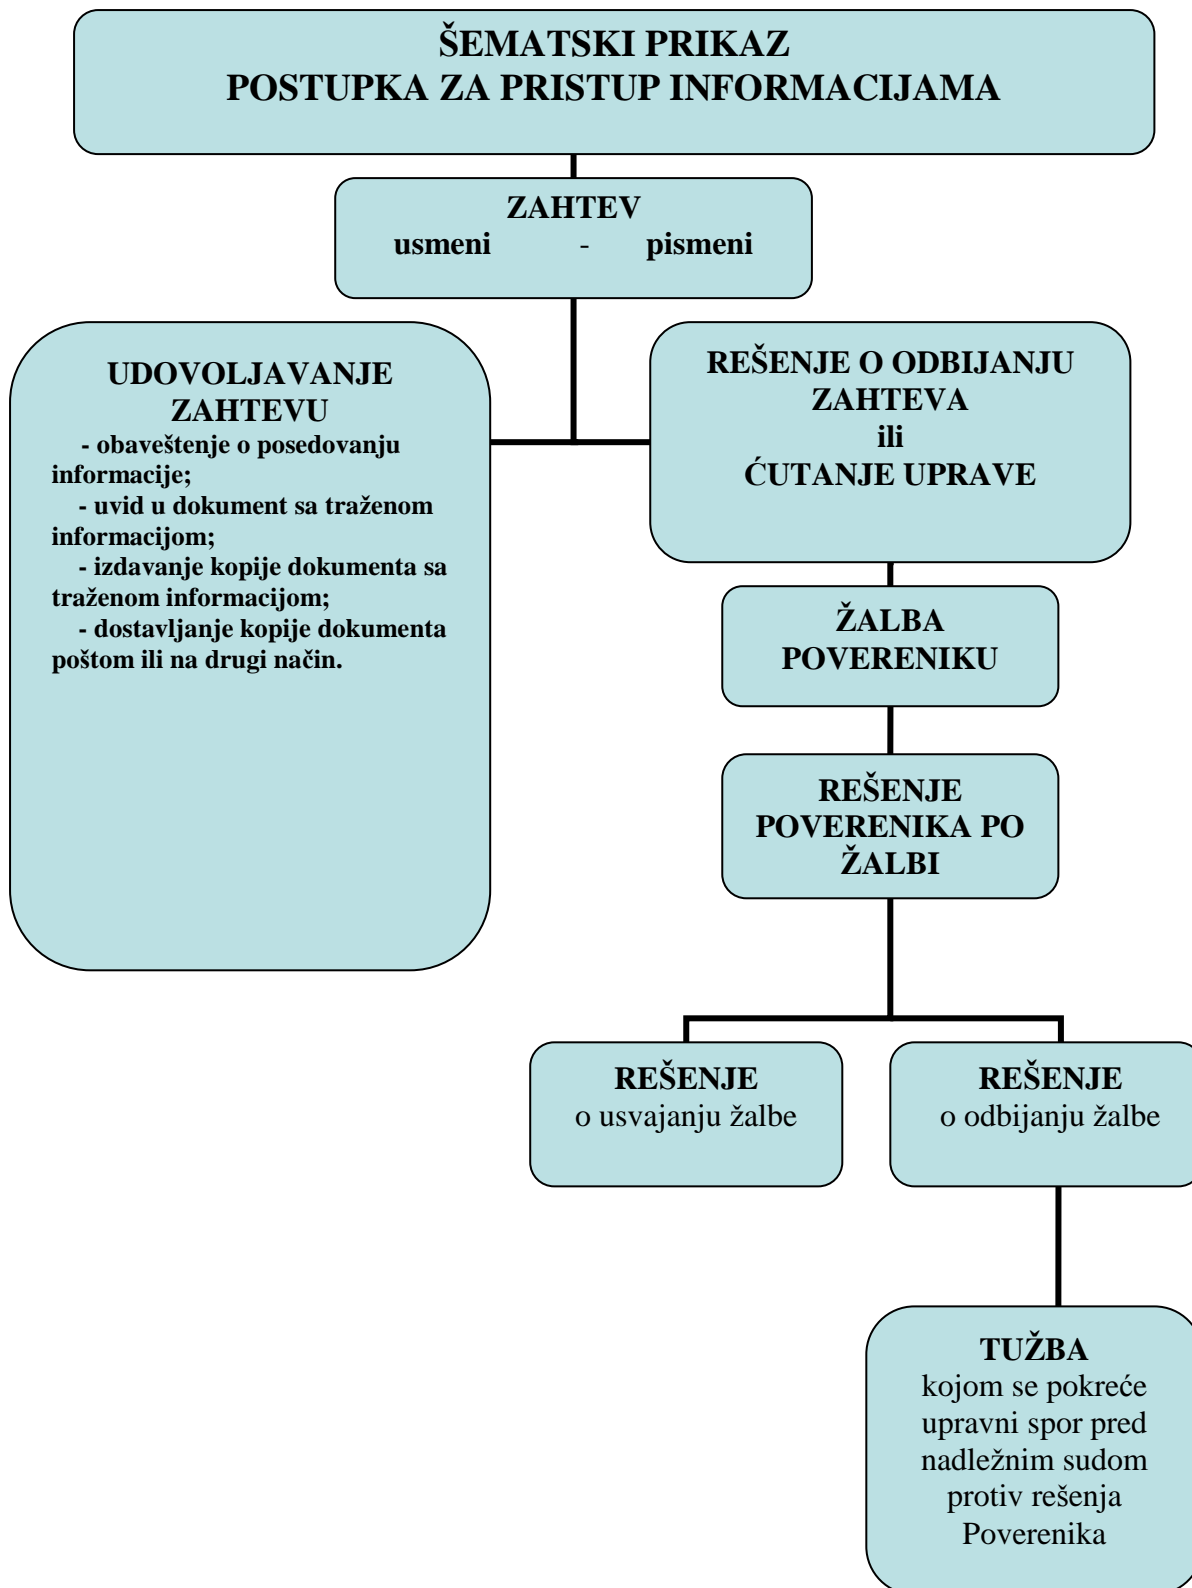 ŠEMATSKI PRIKAZ
POSTUPKA ZA PRISTUP INFORMACIJAMA
ZAHTEV
usmeni - pismeni
UDOVOLJAVANJE
ZAHTEVU
- obaveštenje o posedovanju
informacije;
- uvid u dokument sa traženom
informacijom;
- izdavanje kopije dokumenta sa
traženom informacijom;
- dostavljanje kopije dokumenta
poštom ili na drugi način.
REŠENJE O ODBIJANJU
ZAHTEVA
ili
ĆUTANJE UPRAVE
ŽALBA
POVERENIKU
REŠENJE
POVERENIKA PO
ŽALBI
REŠENJE
o usvajanju žalbe
REŠENJE
o odbijanju žalbe
TUŽBA
kojom se pokreće
upravni spor pred
nadležnim sudom
protiv rešenja
Poverenika